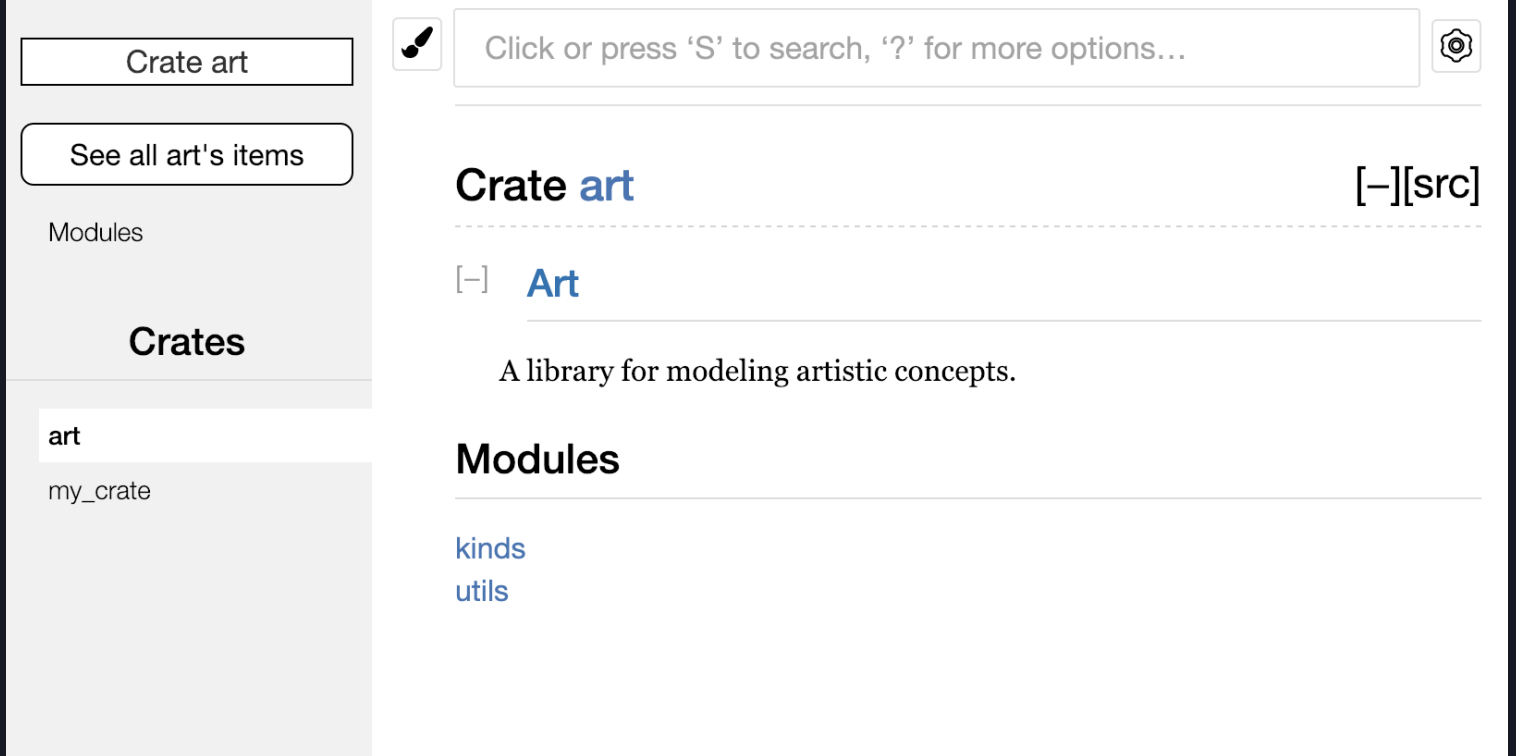 Crate art
See all art's items
Modules
Crates
art
my_crate
Click or press ‘S’ to search, ‘?’ for more options…
Crate art [−][src]
[−] Art
A library for modeling artistic concepts.
Modules
kinds
utils